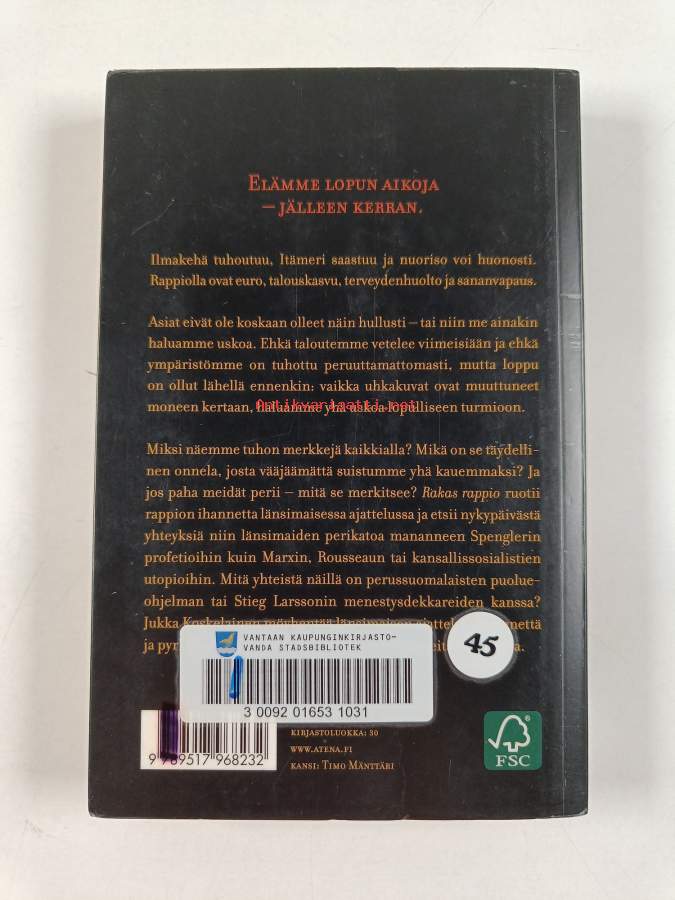 ELÄMME LOPUN AIKOJA
– JÄLLEEN KERRAN.
Ilmakehä tuhoutuu, Itämeri saastuu ja nuoriso voi huonosti.
Rappiolla ovat euro, talouskasvu, terveydenhuolto ja sananvapaus.
Asiat eivät ole koskaan olleet näin hullusti – tai niin me ainakin
haluamme uskoa. Ehkä taloutemme vetelee viimeisiään ja ehkä
ympäristömme on tuhottu peruuttamattomasti, mutta loppu
on ollut lähellä ennenkin: vaikka uhkakuvat ovat muuttuneet
moneen kertaan, haluamme yhä uskoa lopulliseen turmioon.
Antikvariaatti.net
Miksi näemme tuhon merkkejä kaikkialla? Mikä on se täydelli-
nen onnela, josta vääjäämättä suistumme yhä kauemmaksi? Ja
jos paha meidät perii – mitä se merkitsee? Rakas rappio ruotii
rappion ihannetta länsimaisessa ajattelussa ja etsii nykypäivästä
yhteyksiä niin länsimaiden perikatoa manannneen Spenglerin
profetioihin kuin Marxin, Rousseaun tai kansallissosialistien
utopioihin. Mitä yhteistä näillä on perussuomalaisten puolue-
ohjelman tai Stieg Larssonin menestysdekkareiden kanssa?
Jukka Koskelainen
ja
VANTAAN KAUPUNGINKIRJASTO-
VANDA STADSBIBLIOTEK
3 0092 01653 1031
45
9 789517 968232
KIRJASTOLUOKKA: 30
WWW.ATENA.FI
KANSI: TIMO MÄNTTÄRI
FSC